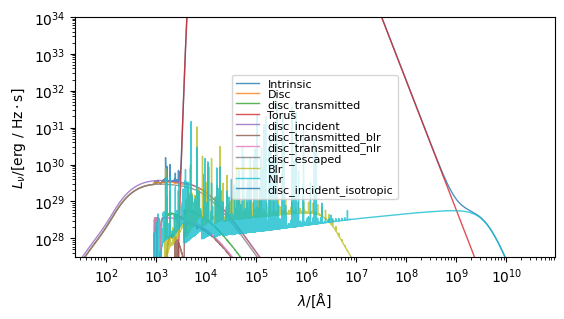 10^34
10^33
10^32
10^31
10^30
10^29
10^28
L_ν/[erg / Hz · s]
Intrinsic
Disc
disc_transmitted
Torus
disc_incident
disc_transmitted_blr
disc_transmitted_nlr
disc_escaped
Blr
Nlr
disc_incident_isotropic
10^2 10^3 10^4 10^5 10^6 10^7 10^8 10^9 10^10
λ/[Å]